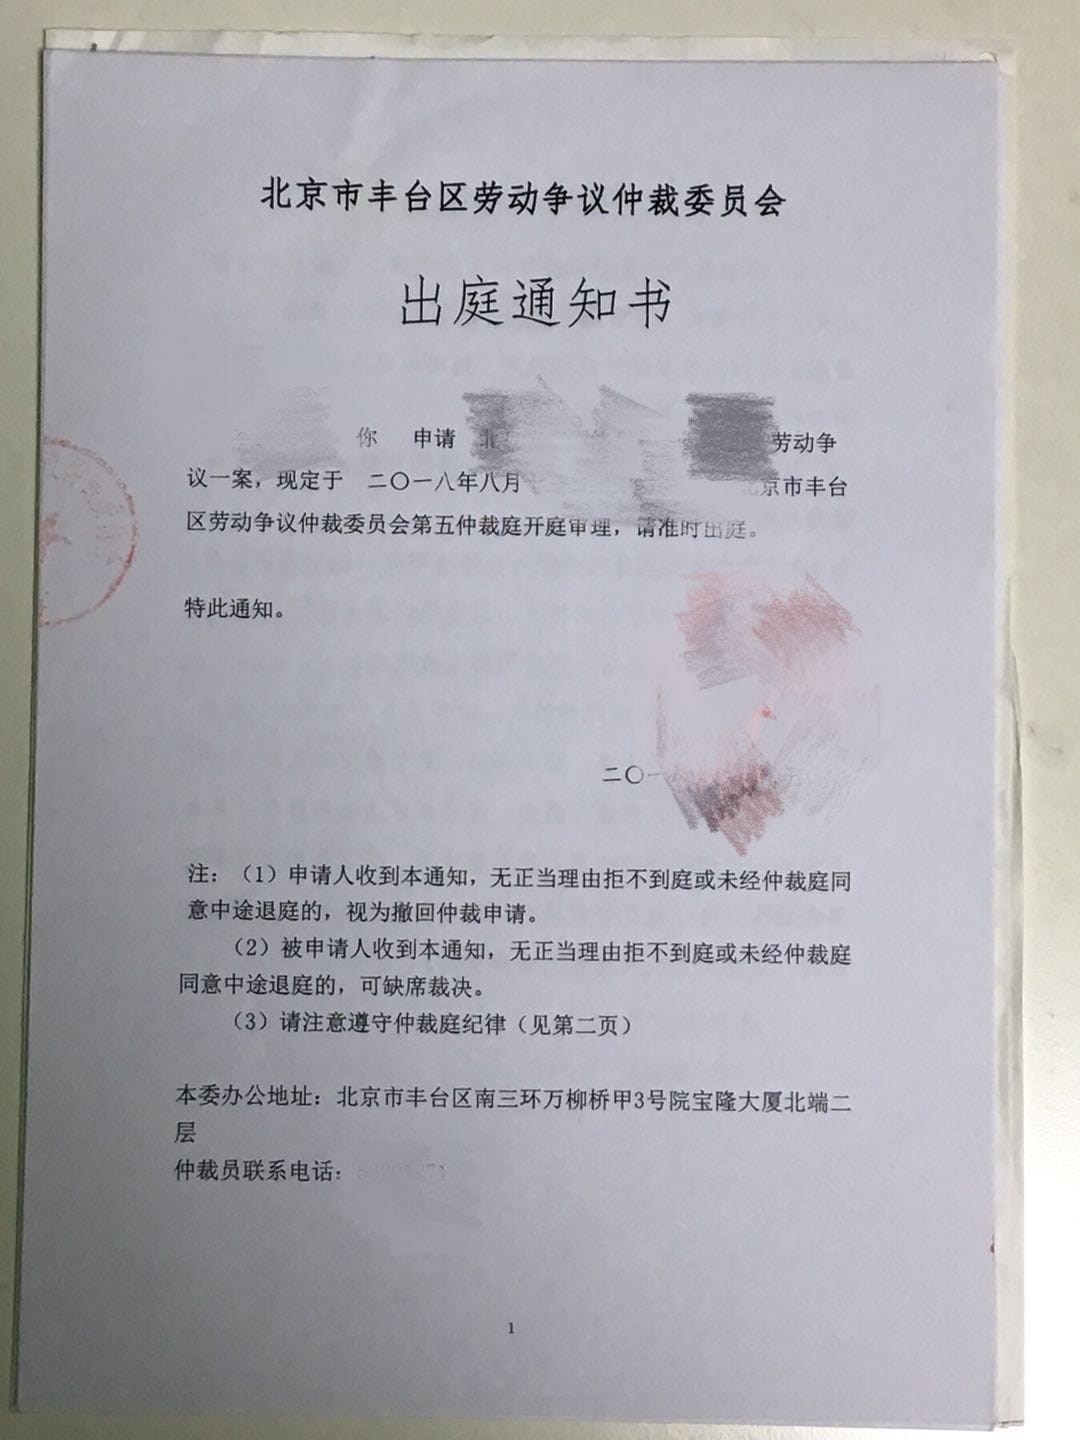 北京市丰台区劳动争议仲裁委员会
出庭通知书
你 申请 北 劳动争
议一案，现定于 二〇一八年八月 北京市丰台
区劳动争议仲裁委员会第五仲裁庭开庭审理，请准时出庭。
特此通知。
二〇一
注：（1）申请人收到本通知，无正当理由拒不到庭或未经仲裁庭同
意中途退庭的，视为撤回仲裁申请。
（2）被申请人收到本通知，无正当理由拒不到庭或未经仲裁庭
同意中途退庭的，可缺席裁决。
（3）请注意遵守仲裁庭纪律（见第二页）
本委办公地址：北京市丰台区南三环万柳桥甲3号院宝隆大厦北端二
层
仲裁员联系电话：
1